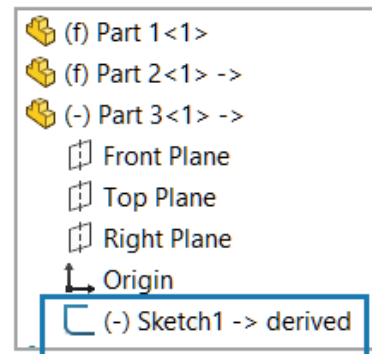 (f) Part 1<1>
(f) Part 2<1> ->
(-) Part 3<1> ->
Front Plane
Top Plane
Right Plane
Origin
(-) Sketch1 -> derived